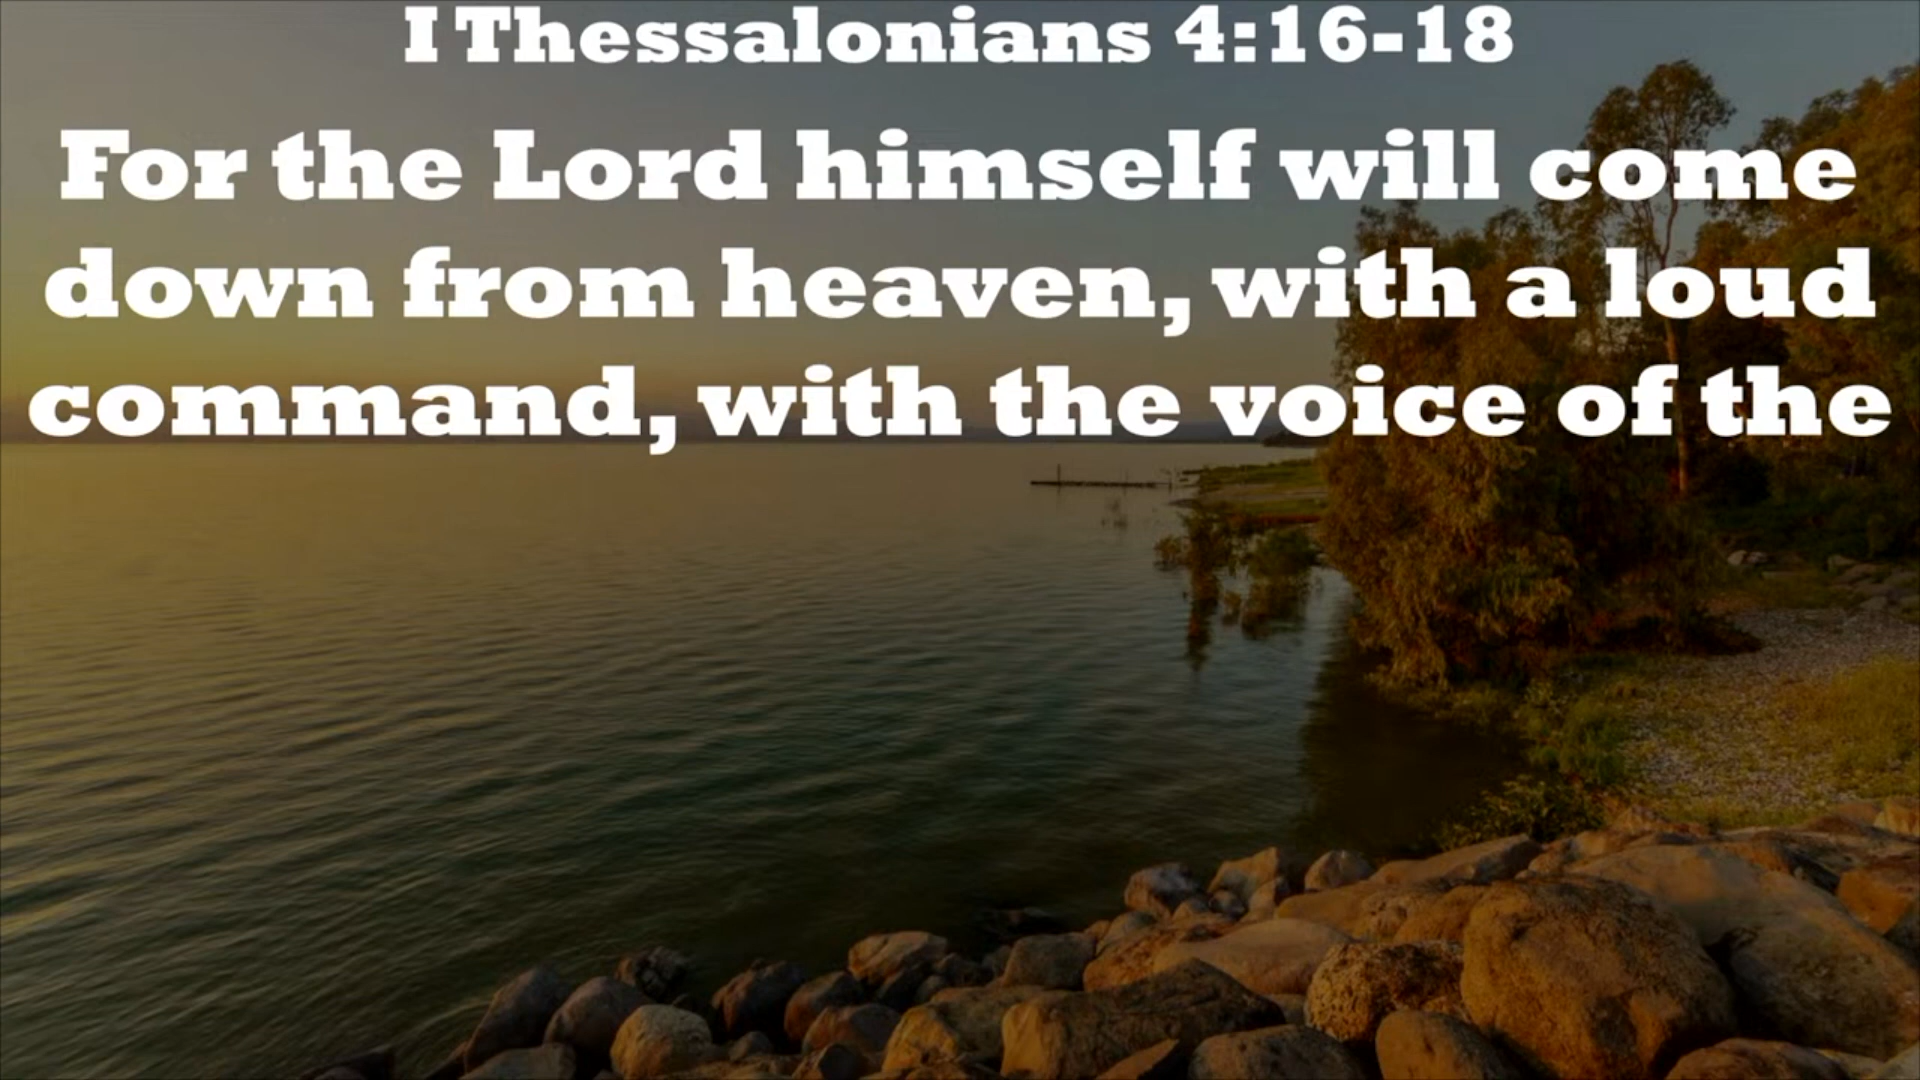 I Thessalonians 4:16-18
For the Lord himself will come
down from heaven, with a loud
command, with the voice of the